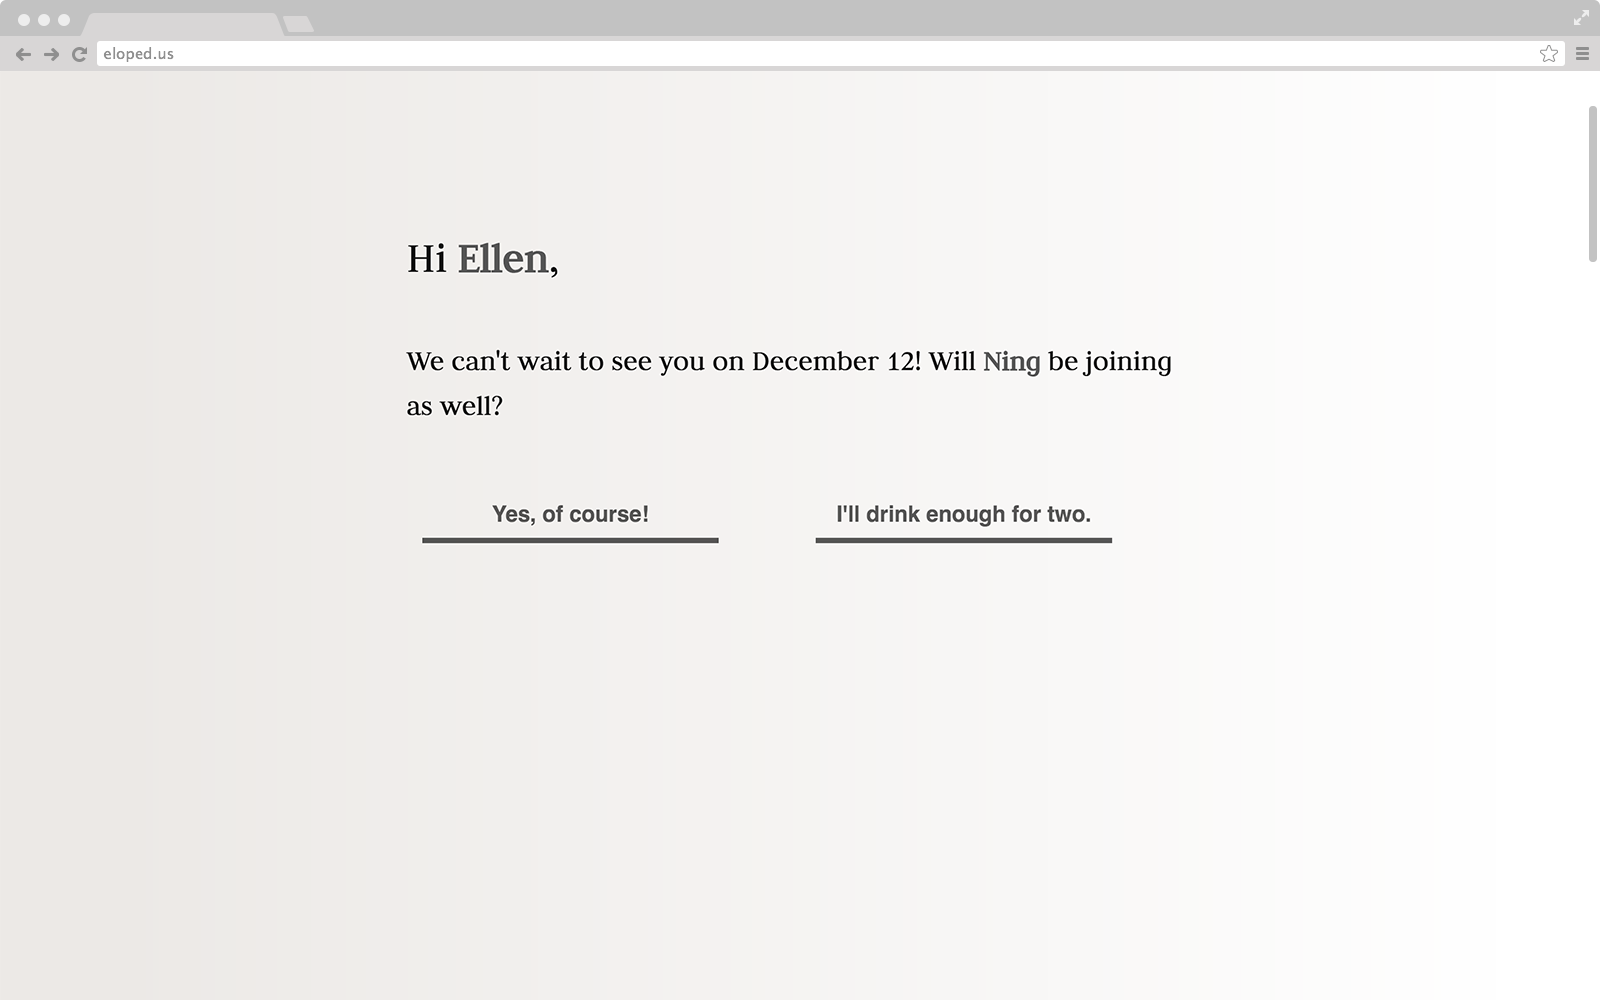 eloped.us
Hi Ellen,
We can't wait to see you on December 12! Will Ning be joining
as well?
Yes, of course!
I'll drink enough for two.